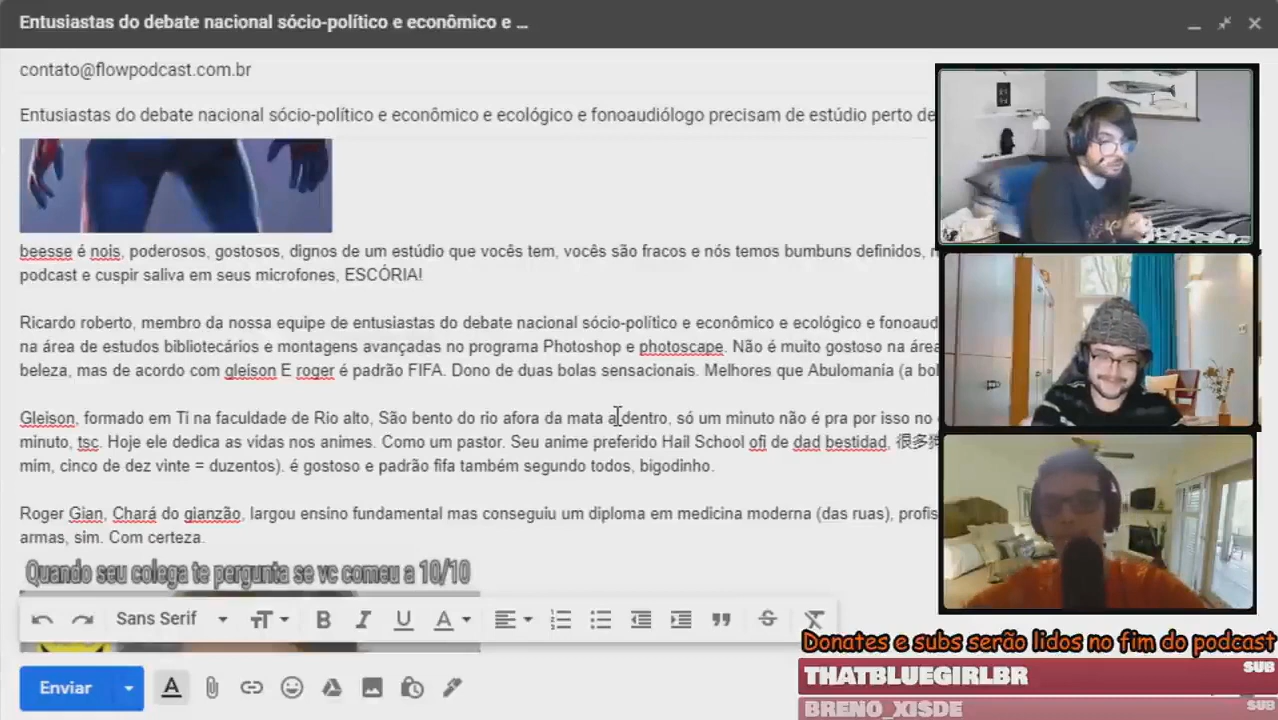 Entusiastas do debate nacional sócio-político e econômico e ...
contato@flowpodcast.com.br
Entusiastas do debate nacional sócio-político e econômico e ecológico e fonoaudiólogo precisam de estúdio perto de
beesse é nois, poderosos, gostosos, dignos de um estúdio que vocês tem, vocês são fracos e nós temos bumbuns definidos,
podcast e cuspir saliva em seus microfones, ESCÓRIA!
Ricardo roberto, membro da nossa equipe de entusiastas do debate nacional sócio-político e econômico e ecológico e fonoaud
na área de estudos bibliotecários e montagens avançadas no programa Photoshop e photoscape. Não é muito gostoso na área
beleza, mas de acordo com gleison E roger é padrão FIFA. Dono de duas bolas sensacionais. Melhores que Abulomania (a bol
Gleison, formado em Ti na faculdade de Rio alto, São bento do rio afora da mata adentro, só um minuto não é pra por isso no
minuto, tsc. Hoje ele dedica as vidas nos animes. Como um pastor. Seu anime preferido Hail School ofi de dad bestidad, 很多
mim, cinco de dez vinte = duzentos). é gostoso e padrão fifa também segundo todos, bigodinho.
Roger Gian, Chará do gianzão, largou ensino fundamental mas conseguiu um diploma em medicina moderna (das ruas), profis
armas, sim. Com certeza.
Quando seu colega te pergunta se vc comeu a 10/10
Sans Serif
Enviar
Donates e subs serão lidos no fim do podcast
THATBLUEGIRLBR SUB
BRENO_XISDE SUB